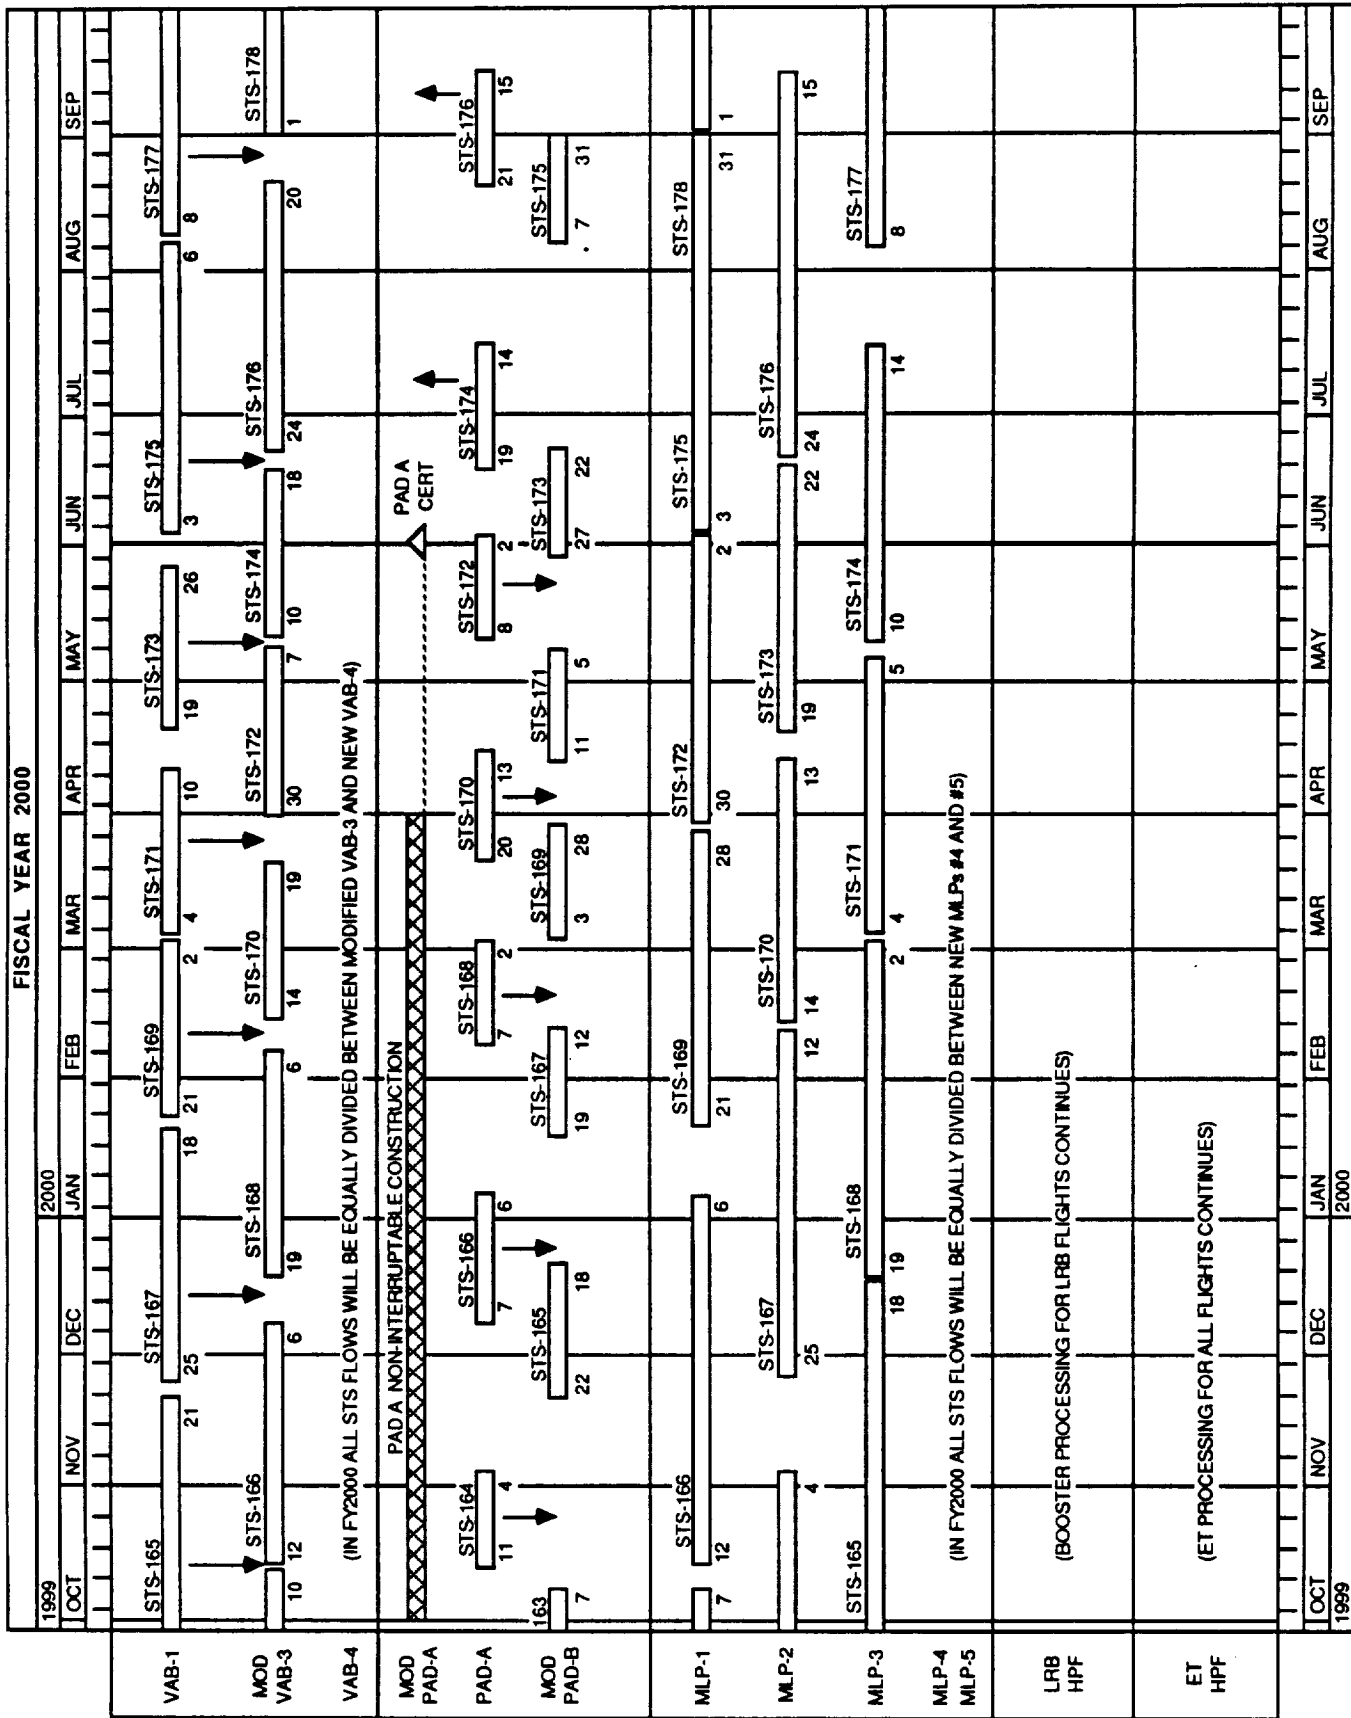 FISCAL YEAR 2000
1999
2000
OCT NOV DEC JAN FEB MAR APR MAY JUN JUL AUG SEP
VAB-1
STS-165 STS-167 STS-169 STS-171 STS-173 STS-175 STS-177
21 25 18 21 2 4 10 19 26 3 6 8
MOD
VAB-3
STS-166 STS-168 STS-170 STS-172 STS-174 STS-176 STS-178
10 12 6 19 6 14 19 30 7 10 18 24 20 1
VAB-4
(IN FY2000 ALL STS FLOWS WILL BE EQUALLY DIVIDED BETWEEN MODIFIED VAB-3 AND NEW VAB-4)
MOD
PAD-A
PAD A NON-INTERRUPTABLE CONSTRUCTION
PAD A
CERT
PAD-A
STS-164 STS-166 STS-168 STS-170 STS-172 STS-174 STS-176
11 4 7 6 7 2 20 13 8 2 19 14 21 15
MOD
PAD-B
163 STS-165 STS-167 STS-169 STS-171 STS-173 STS-175
7 22 18 19 12 3 28 11 5 27 22 7 31
MLP-1
STS-166 STS-169 STS-172 STS-175 STS-178
7 12 6 21 28 30 2 3 31 1
MLP-2
STS-167 STS-170 STS-173 STS-176
4 25 12 14 13 19 22 24 15
MLP-3
STS-165 STS-168 STS-171 STS-174 STS-177
18 19 2 4 5 10 14 8
MLP-4
MLP-5
(IN FY2000 ALL STS FLOWS WILL BE EQUALLY DIVIDED BETWEEN NEW MLPs #4 AND #5)
LRB
HPF
(BOOSTER PROCESSING FOR LRB FLIGHTS CONTINUES)
ET
HPF
(ET PROCESSING FOR ALL FLIGHTS CONTINUES)
OCT NOV DEC JAN FEB MAR APR MAY JUN JUL AUG SEP
1999
2000